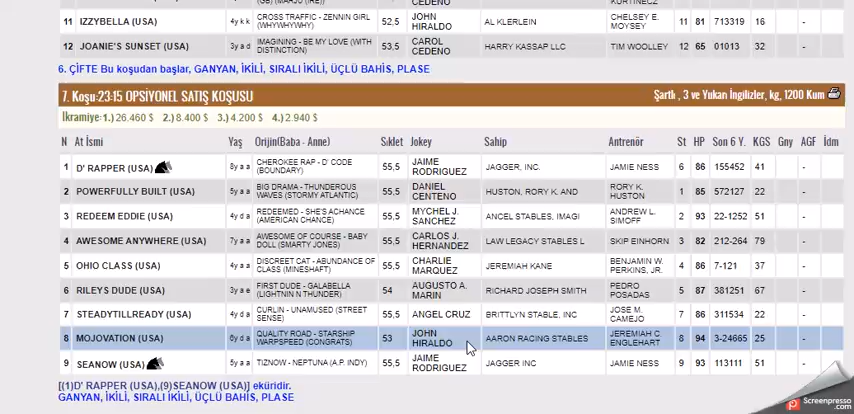 KURTINECZ
11 IZZYBELLA (USA) 4y k k CROSS TRAFFIC - ZENNIN GIRL (WHYWHYWHY) 52,5 JOHN HIRALDO AL KLERLEIN CHELSEY E. MOYSEY 11 81 713319 16 -
12 JOANIE'S SUNSET (USA) 3y a d IMAGINING - BE MY LOVE (WITH DISTINCTION) 53,5 CAROL CEDENO HARRY KASSAP LLC TIM WOOLLEY 12 65 01013 32 -
6. ÇİFTE Bu koşudan başlar, GANYAN, İKİLİ, SIRALI İKİLİ, ÜÇLÜ BAHİS, PLASE
7. Koşu:23:15 OPSİYONEL SATIŞ KOŞUSU Şartlı , 3 ve Yukarı İngilizler, kg, 1200 Kum
İkramiye:1.) 26.460 $ 2.) 8.400 $ 3.) 4.200 $ 4.) 2.940 $
N At İsmi Yaş Orijin(Baba - Anne) Sıklet Jokey Sahip Antrenör St HP Son 6 Y. KGS Gny AGF İdm
1 D' RAPPER (USA) 8y a a CHEROKEE RAP - D' CODE (BOUNDARY) 55,5 JAIME RODRIGUEZ JAGGER, INC. JAMIE NESS 6 86 155452 41 -
2 POWERFULLY BUILT (USA) 5y a a BIG DRAMA - THUNDEROUS WAVES (STORMY ATLANTIC) 55,5 DANIEL CENTENO HUSTON, RORY K. AND RORY K. HUSTON 1 85 572127 22 -
3 REDEEM EDDIE (USA) 4y d a REDEEMED - SHE'S ACHANCE (AMERICAN CHANCE) 55,5 MYCHEL J. SANCHEZ ANCEL STABLES, IMAGI ANDREW L. SIMOFF 2 93 22-1252 51 -
4 AWESOME ANYWHERE (USA) 7y a a AWESOME OF COURSE - BABY DOLL (SMARTY JONES) 55,5 CARLOS J. HERNANDEZ LAW LEGACY STABLES L SKIP EINHORN 3 82 212-264 79 -
5 OHIO CLASS (USA) 4y a a DISCREET CAT - ABUNDANCE OF CLASS (MINESHAFT) 55,5 CHARLIE MARQUEZ JEREMIAH KANE BENJAMIN W. PERKINS, JR. 4 86 7-121 37 -
6 RILEYS DUDE (USA) 3y a e FIRST DUDE - GALABELLA (LIGHTNIN N THUNDER) 54 AUGUSTO A. MARIN RICHARD JOSEPH SMITH PEDRO POSADAS 5 87 381251 67 -
7 STEADYTILLREADY (USA) 4y d a CURLIN - UNAMUSED (STREET SENSE) 55,5 ANGEL CRUZ BRITTLYN STABLE, INC JOSE M. CAMEJO 7 86 311534 22 -
8 MOJOVATION (USA) 6y d a QUALITY ROAD - STARSHIP WARPSPEED (CONGRATS) 53 JOHN HIRALDO AARON RACING STABLES JEREMIAH C. ENGLEHART 8 94 3-24665 25 -
9 SEANOW (USA) 5y a a TIZNOW - NEPTUNA (A.P. INDY) 55,5 JAIME RODRIGUEZ JAGGER INC JAMIE NESS 9 93 113111 51 -
[(1)D' RAPPER (USA),(9)SEANOW (USA)] eküridir.
GANYAN, İKİLİ, SIRALI İKİLİ, ÜÇLÜ BAHİS, PLASE
Screenpresso
.com